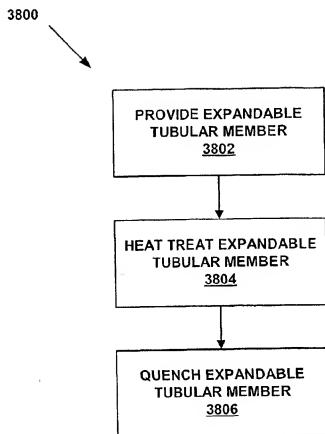 3800
PROVIDE EXPANDABLE
TUBULAR MEMBER
3802
HEAT TREAT EXPANDABLE
TUBULAR MEMBER
3804
QUENCH EXPANDABLE
TUBULAR MEMBER
3806